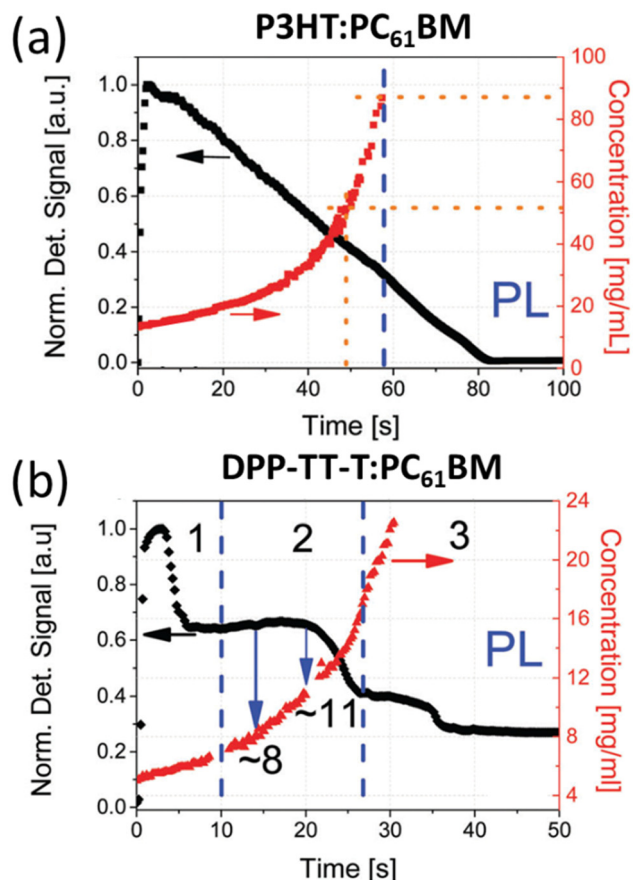 (a)
P3HT:PC61BM
Norm. Det. Signal [a.u.]
1.0
0.8
0.6
0.4
0.2
0.0
100
80
60
40
20
0
Concentration [mg/mL]
PL
0 20 40 60 80 100
Time [s]
(b)
DPP-TT-T:PC61BM
Norm. Det. Signal [a.u]
1.0
0.8
0.6
0.4
0.2
0.0
1 2 3
24
20
16
12
8
4
Concentration [mg/ml]
PL
~11
~8
0 10 20 30 40 50
Time [s]